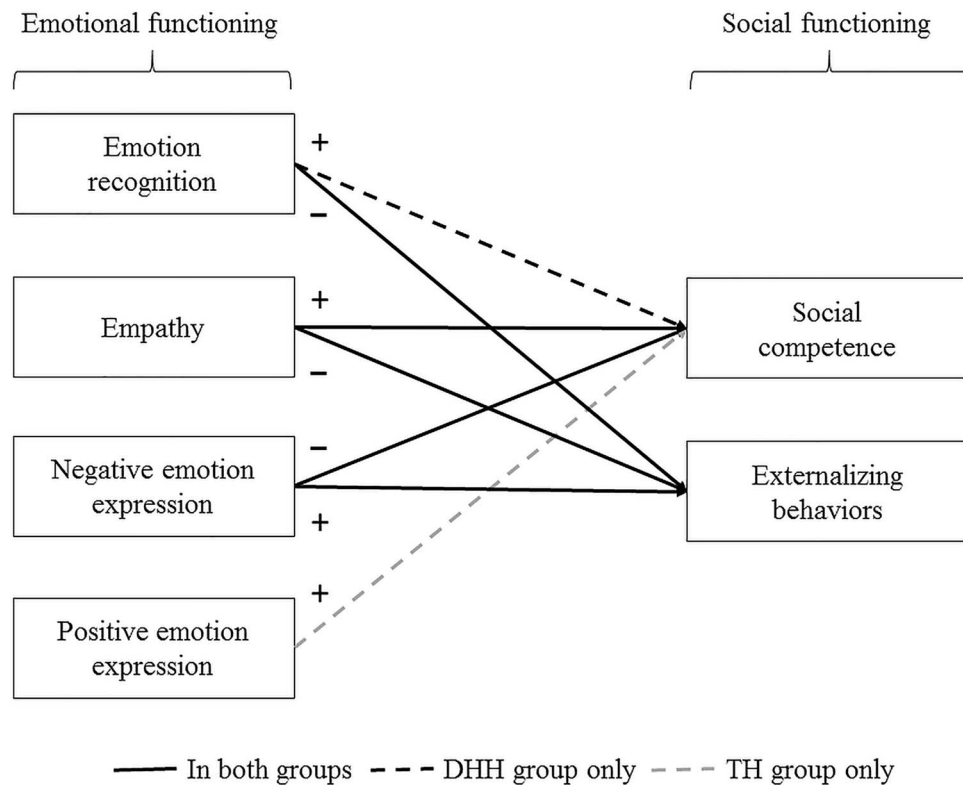 Emotional functioning
Social functioning
Emotion
recognition
+
−
Empathy
+
−
Negative emotion
expression
−
+
Positive emotion
expression
+
Social
competence
Externalizing
behaviors
In both groups
DHH group only
TH group only